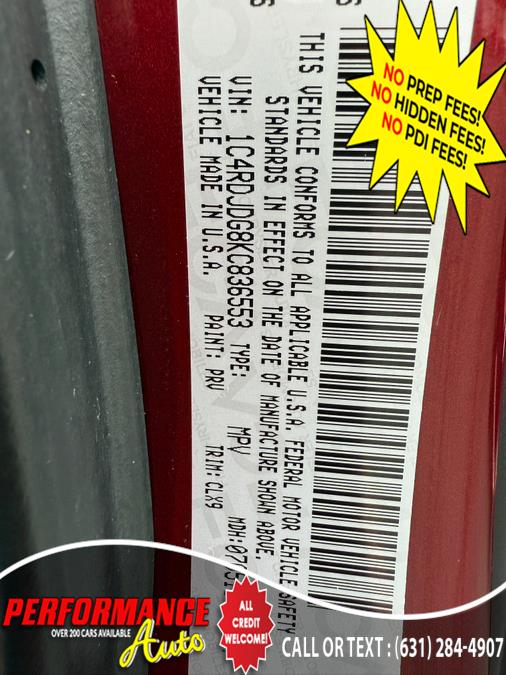 NO PREP FEES!
NO HIDDEN FEES!
NO PDI FEES!
THIS VEHICLE CONFORMS TO ALL APPLICABLE U.S.A. FEDERAL MOTOR VEHICLE SAFETY
STANDARDS IN EFFECT ON THE DATE OF MANUFACTURE SHOWN ABOVE.
VIN: 1C4RDJDG8KC836553 TYPE: MPV MDH:07
VEHICLE MADE IN U.S.A. PAINT: PRV TRIM: CLX9
PERFORMANCE
OVER 200 CARS AVAILABLE
Auto
ALL
CREDIT
WELCOME!
CALL OR TEXT : (631) 284-4907